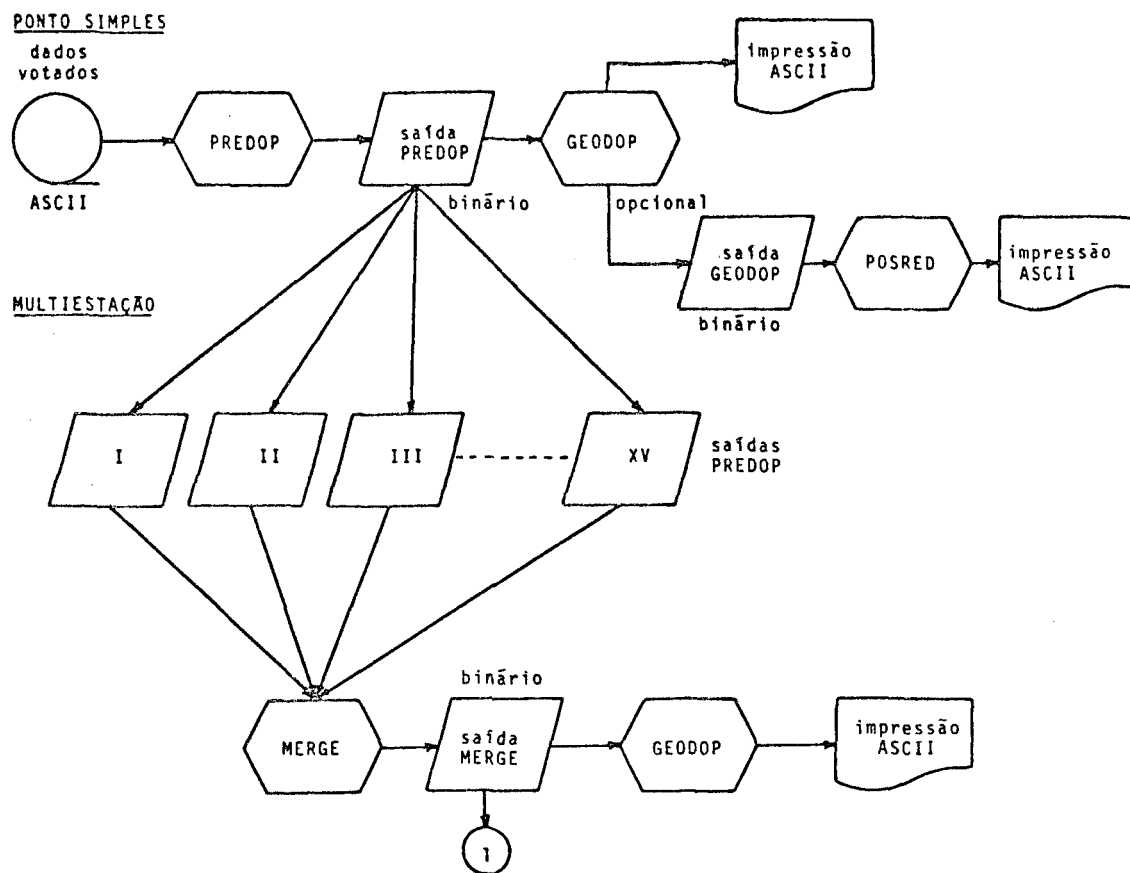 PONTO SIMPLES
dados
votados
ASCII
PREDOP
saída
PREDOP
binário
GEODOP
impressão
ASCII
opcional
saída
GEODOP
binário
POSRED
impressão
ASCII
MULTIESTAÇÃO
I
II
III
XV
saídas
PREDOP
MERGE
binário
saída
MERGE
GEODOP
impressão
ASCII
1